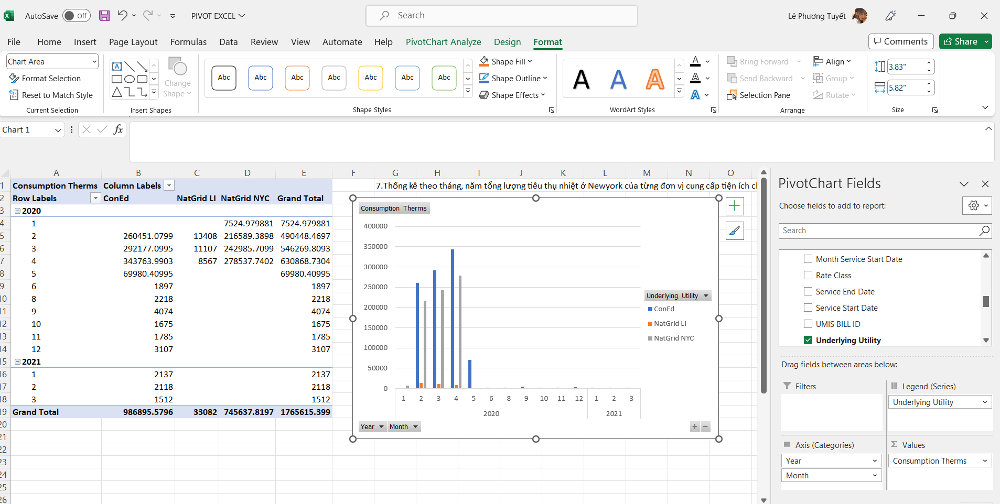 AutoSave Off PIVOT EXCEL Search Lê Phương Tuyết
File Home Insert Page Layout Formulas Data Review View Automate Help PivotChart Analyze Design Format Comments Share
Chart Area
Format Selection
Reset to Match Style
Current Selection
Change
Shape
Insert Shapes
Abc Abc Abc Abc Abc Abc Abc
Shape Fill
Shape Outline
Shape Effects
Shape Styles
A A A
WordArt Styles
Bring Forward
Send Backward
Selection Pane
Align
Group
Rotate
Arrange
3.83"
5.82"
Size
Chart 1 fx
A B C D E F G H I J K L M N O
1 Consumption Therms Column Labels
2 Row Labels ConEd NatGrid LI NatGrid NYC Grand Total
3 2020
4 1 7524.979881 7524.979881
5 2 260451.0799 13408 216589.3898 490448.4697
6 3 292177.0995 11107 242985.7099 546269.8093
7 4 343763.9903 8567 278537.7402 630868.7304
8 5 69980.40995 69980.40995
9 6 1897 1897
10 8 2218 2218
11 9 4074 4074
12 10 1675 1675
13 11 1785 1785
14 12 3107 3107
15 2021
16 1 2137 2137
17 2 2118 2118
18 3 1512 1512
19 Grand Total 986895.5796 33082 745637.8197 1765615.399
20
21
22
23
24
25
26
7.Thống kê theo tháng, năm tổng lượng tiêu thụ nhiệt ở Newyork của từng đơn vị cung cấp tiện ích
Consumption Therms
400000
350000
300000
250000
200000
150000
100000
50000
0
1 2 3 4 5 6 8 9 10 11 12 1 2 3
2020 2021
Underlying Utility
ConEd
NatGrid LI
NatGrid NYC
Year Month
PivotChart Fields
Choose fields to add to report:
Search
Month Service Start Date
Rate Class
Service End Date
Service Start Date
UMIS BILL ID
Underlying Utility
Drag fields between areas below:
Filters
Legend (Series)
Underlying Utility
Axis (Categories)
Year
Month
Values
Consumption Therms